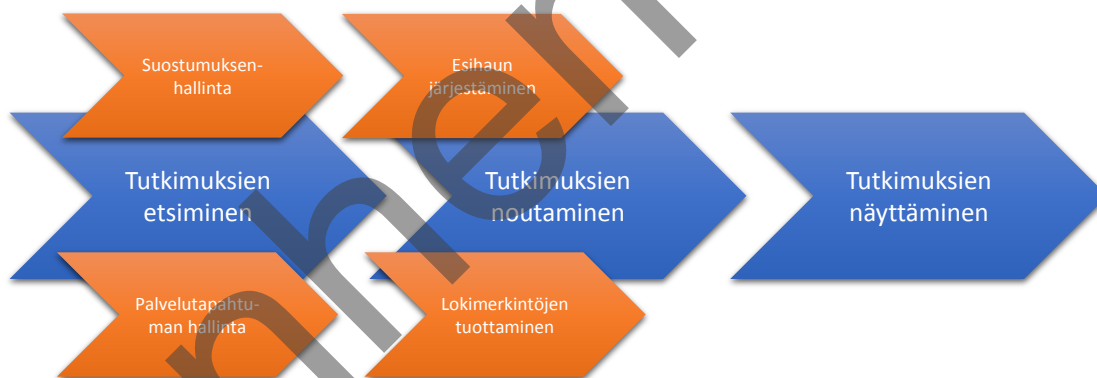 Suostumuksen-
hallinta
Esihaun
järjestäminen
Tutkimuksien
etsiminen
Tutkimuksien
noutaminen
Tutkimuksien
näyttäminen
Palvelutapahtu-
man hallinta
Lokimerkintöjen
tuottaminen